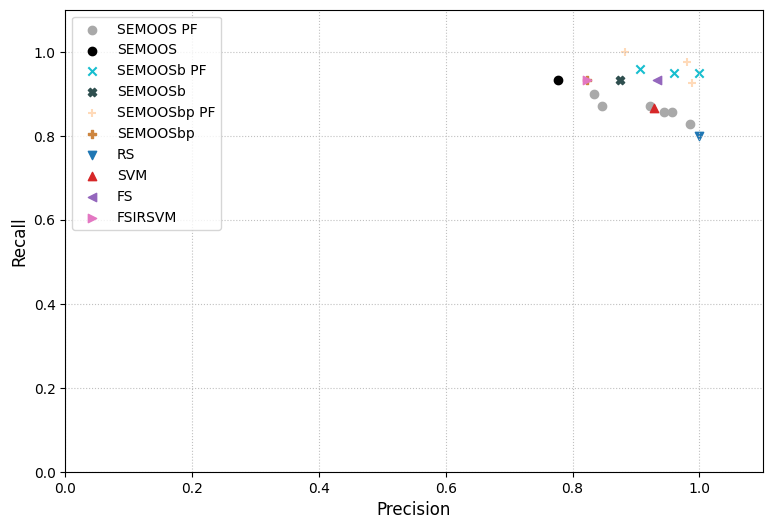 SEMOOS PF
SEMOOS
SEMOOSb PF
SEMOOSb
SEMOOSbp PF
SEMOOSbp
RS
SVM
FS
FSIRSVM
1.0
0.8
0.6
0.4
0.2
0.0
Recall
0.0 0.2 0.4 0.6 0.8 1.0
Precision